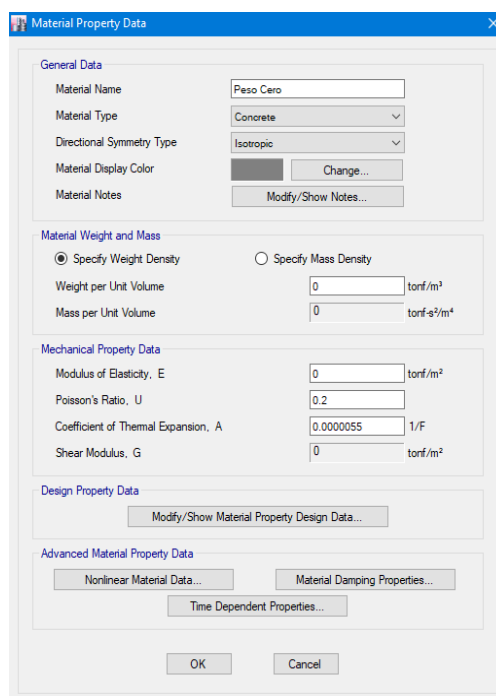 Material Property Data
General Data
Material Name Peso Cero
Material Type Concrete
Directional Symmetry Type Isotropic
Material Display Color Change...
Material Notes Modify/Show Notes...
Material Weight and Mass
Specify Weight Density Specify Mass Density
Weight per Unit Volume 0 tonf/m³
Mass per Unit Volume 0 tonf-s²/m⁴
Mechanical Property Data
Modulus of Elasticity, E 0 tonf/m²
Poisson's Ratio, U 0.2
Coefficient of Thermal Expansion, A 0.0000055 1/F
Shear Modulus, G 0 tonf/m²
Design Property Data
Modify/Show Material Property Design Data...
Advanced Material Property Data
Nonlinear Material Data... Material Damping Properties...
Time Dependent Properties...
OK Cancel